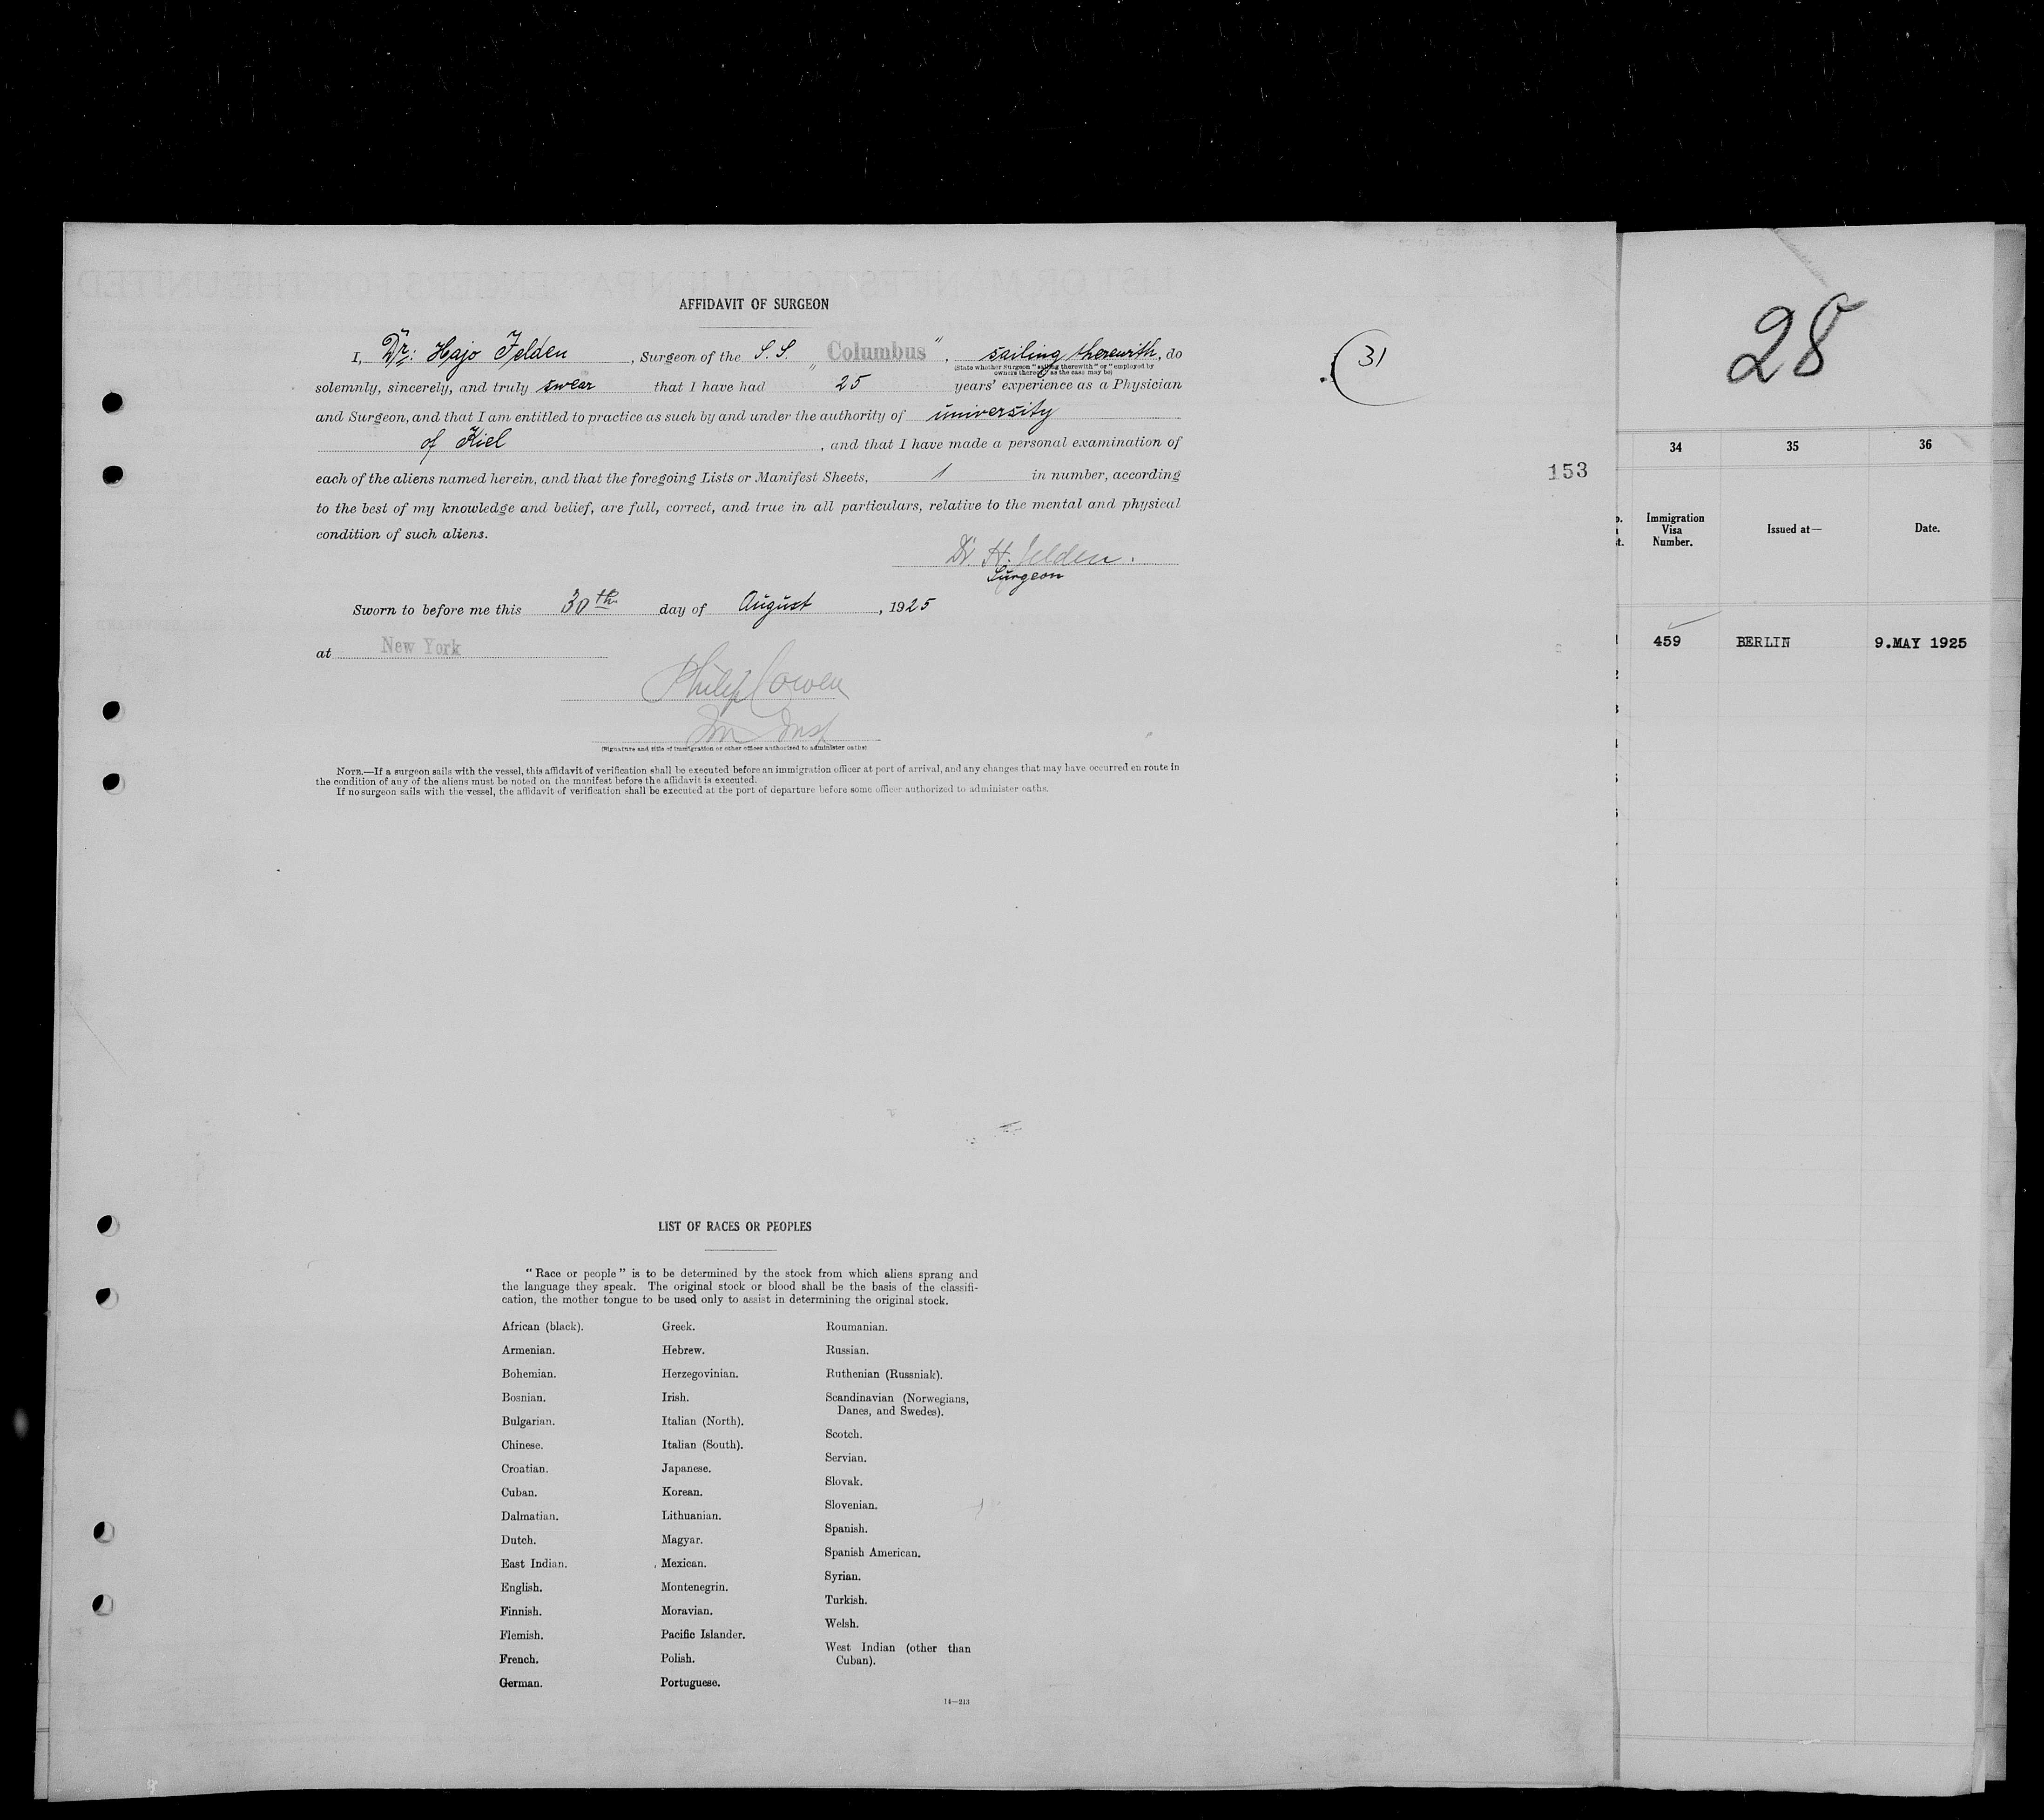 AFFIDAVIT OF SURGEON
I, Dr: Hajo Felden, Surgeon of the S.S. "Columbus", sailing therewith, do
(State whether Surgeon "sailing therewith" or "employed by
owners thereof," as the case may be)
solemnly, sincerely, and truly swear that I have had 25 years' experience as a Physician
and Surgeon, and that I am entitled to practice as such by and under the authority of university
of Kiel, and that I have made a personal examination of
each of the aliens named herein, and that the foregoing Lists or Manifest Sheets, 1 in number, according
to the best of my knowledge and belief, are full, correct, and true in all particulars, relative to the mental and physical
condition of such aliens.
Dr. H. Felden.
Surgeon
Sworn to before me this 30th day of August, 1925
at New York
Philip Cowen
Im Insp
(Signature and title of immigration or other officer authorized to administer oaths)
NOTE.—If a surgeon sails with the vessel, this affidavit of verification shall be executed before an immigration officer at port of arrival, and any changes that may have occurred en route in
the condition of any of the aliens must be noted on the manifest before the affidavit is executed.
If no surgeon sails with the vessel, the affidavit of verification shall be executed at the port of departure before some officer authorized to administer oaths.
31
153
LIST OF RACES OR PEOPLES
"Race or people" is to be determined by the stock from which aliens sprang and
the language they speak. The original stock or blood shall be the basis of the classifi-
cation, the mother tongue to be used only to assist in determining the original stock.
African (black).
Armenian.
Bohemian.
Bosnian.
Bulgarian.
Chinese.
Croatian.
Cuban.
Dalmatian.
Dutch.
East Indian.
English.
Finnish.
Flemish.
French.
German.
Greek.
Hebrew.
Herzegovinian.
Irish.
Italian (North).
Italian (South).
Japanese.
Korean.
Lithuanian.
Magyar.
Mexican.
Montenegrin.
Moravian.
Pacific Islander.
Polish.
Portuguese.
Roumanian.
Russian.
Ruthenian (Russniak).
Scandinavian (Norwegians,
Danes, and Swedes).
Scotch.
Servian.
Slovak.
Slovenian.
Spanish.
Spanish American.
Syrian.
Turkish.
Welsh.
West Indian (other than
Cuban).
14—213
28
34 35 36
Immigration
Visa
Number.
Issued at—
Date.
459 BERLIN 9.MAY 1925